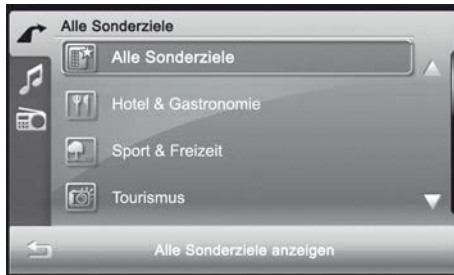 Alle Sonderziele
Alle Sonderziele
Hotel & Gastronomie
Sport & Freizeit
Tourismus
Alle Sonderziele anzeigen